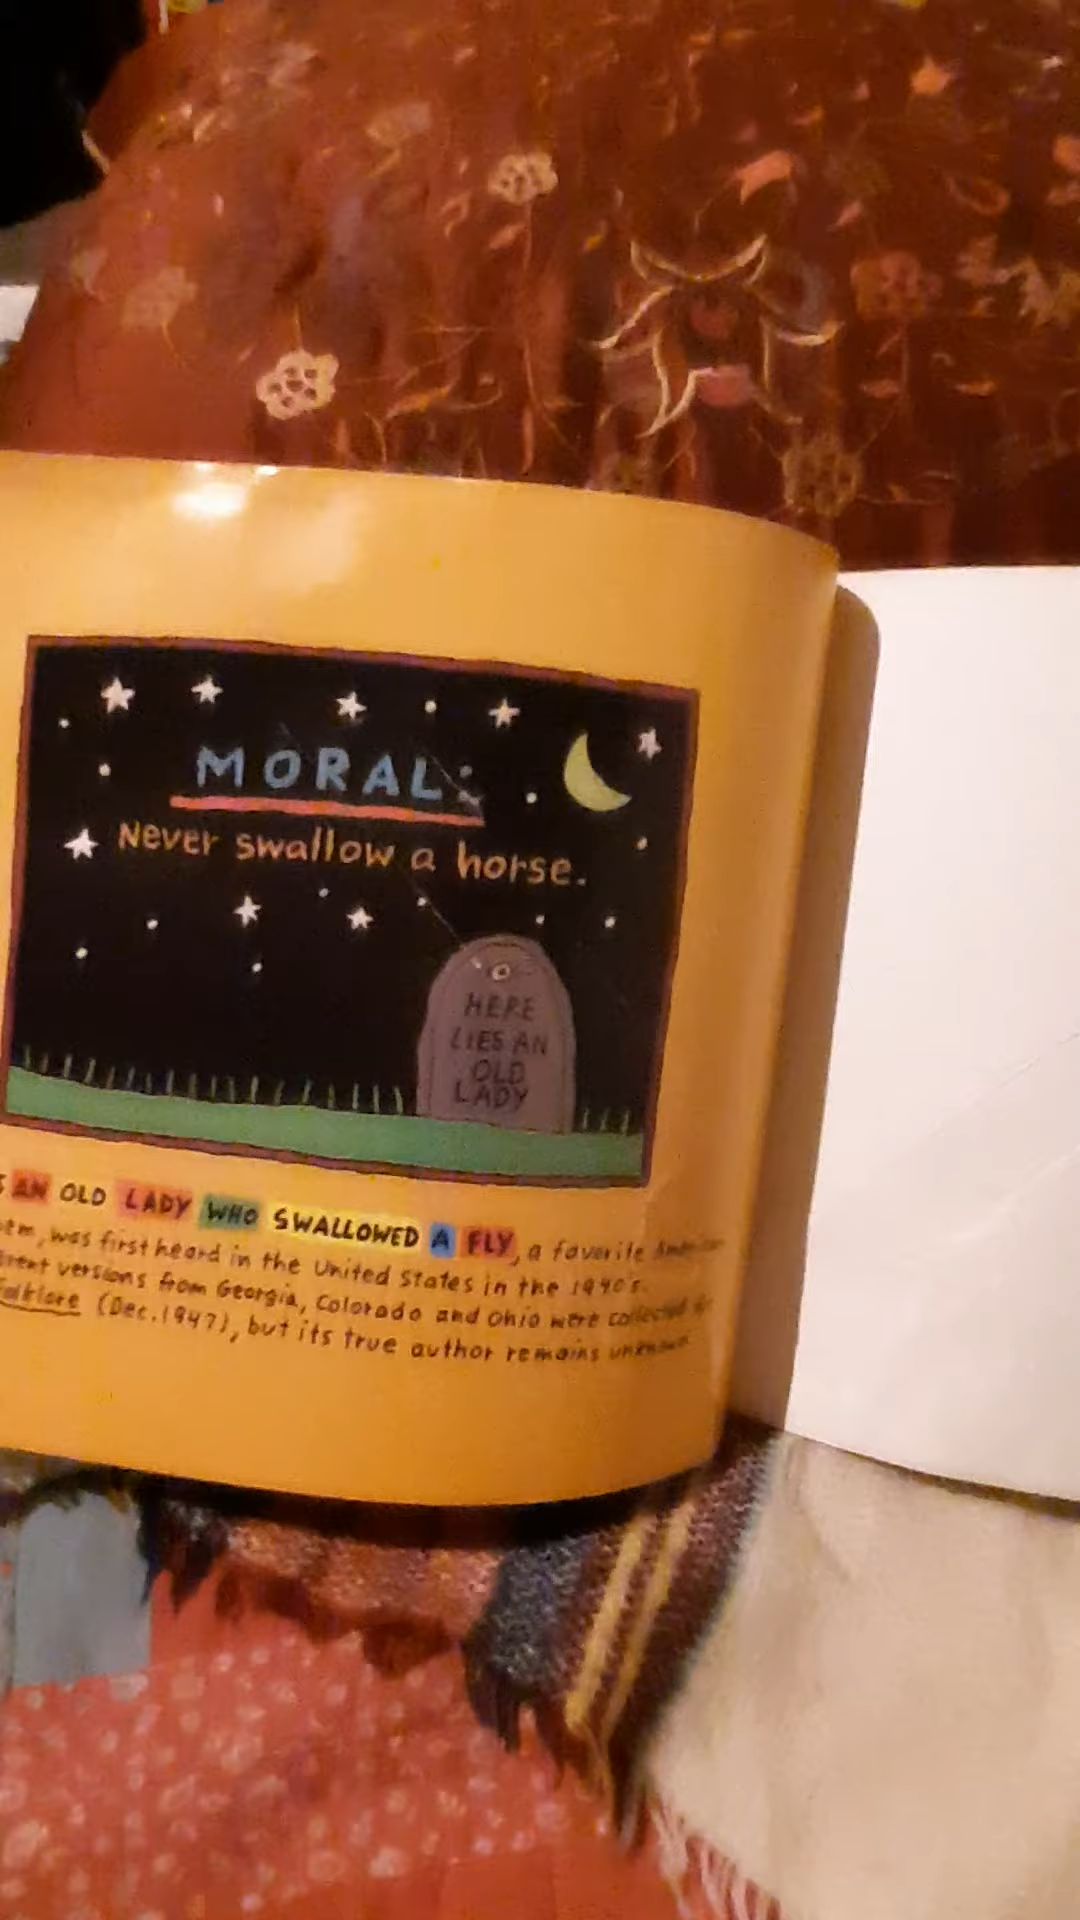 MORAL:
Never swallow a horse.
HERE
LIES AN
OLD
LADY
AN OLD LADY WHO SWALLOWED A FLY, a favorite
was first heard in the United States in the 1940's.
versions from Georgia, Colorado and Ohio were collected
Folklore (Dec. 1947), but its true author remains unknown